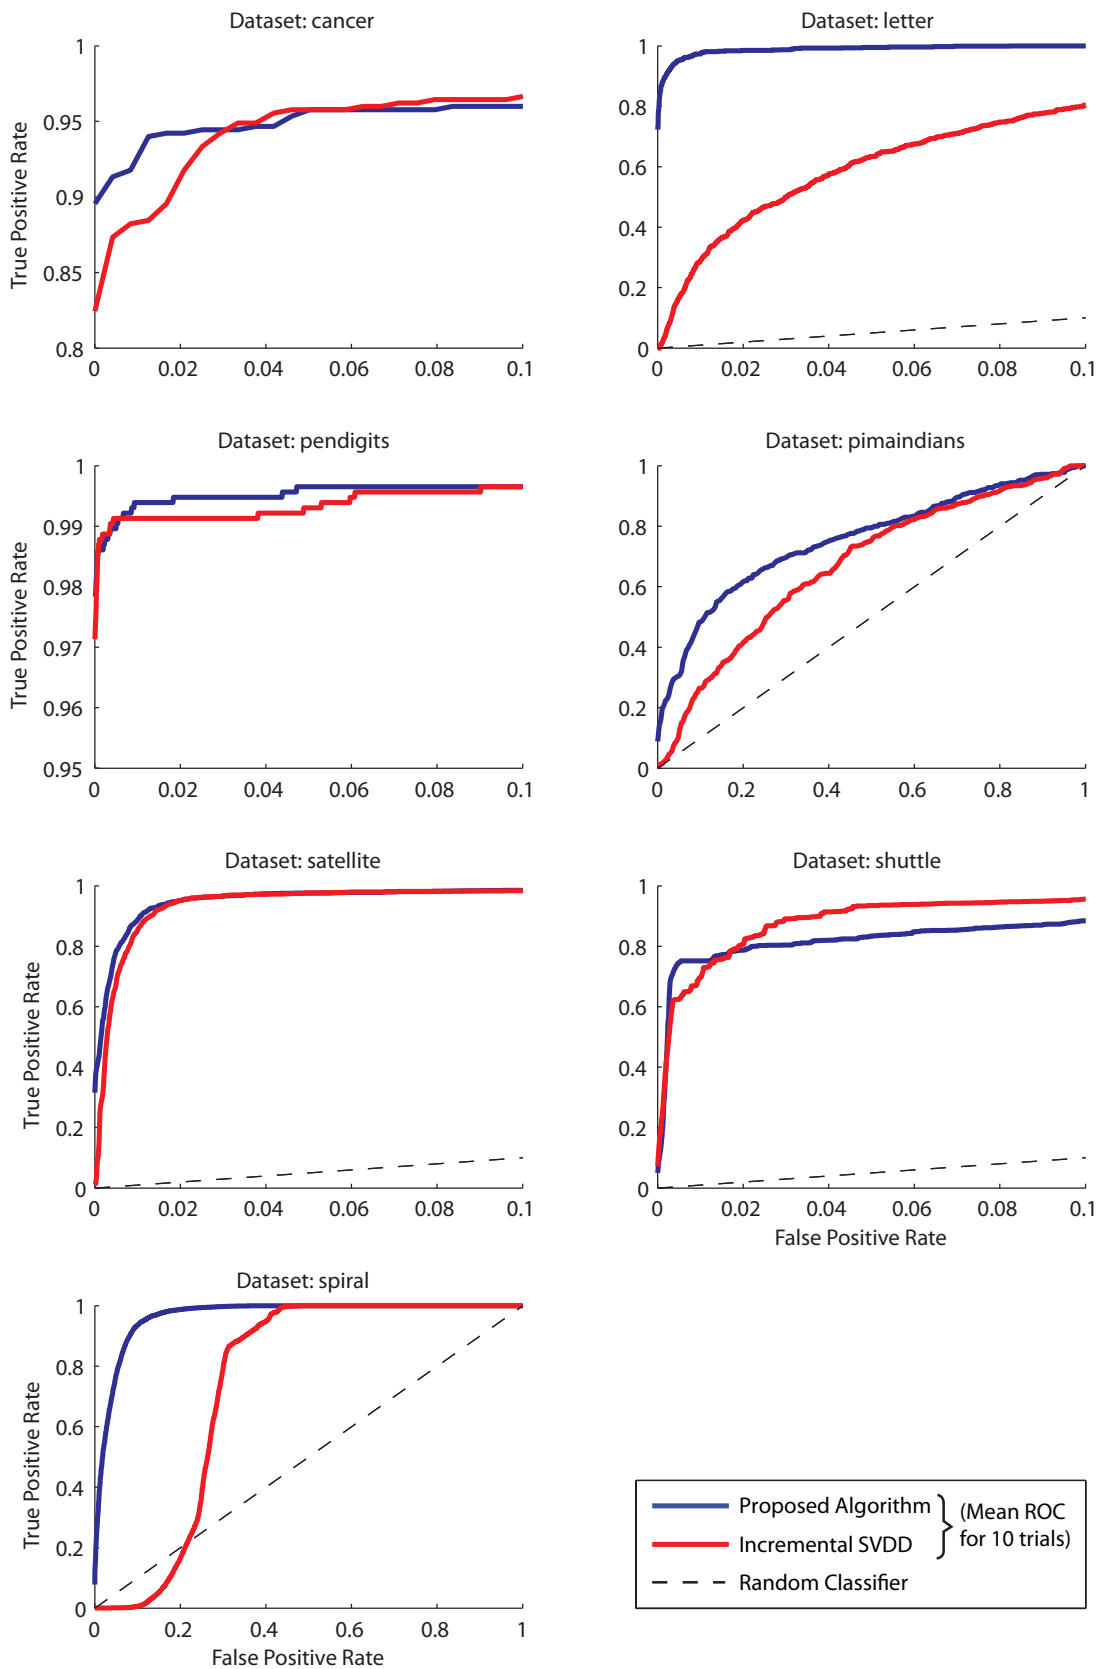 Dataset: cancer
True Positive Rate
1
0.95
0.9
0.85
0.8
0 0.02 0.04 0.06 0.08 0.1
Dataset: letter
1
0.8
0.6
0.4
0.2
0
0 0.02 0.04 0.06 0.08 0.1
Dataset: pendigits
True Positive Rate
1
0.99
0.98
0.97
0.96
0.95
0 0.02 0.04 0.06 0.08 0.1
Dataset: pimaindians
1
0.8
0.6
0.4
0.2
0
0 0.2 0.4 0.6 0.8 1
Dataset: satellite
True Positive Rate
1
0.8
0.6
0.4
0.2
0
0 0.02 0.04 0.06 0.08 0.1
Dataset: shuttle
1
0.8
0.6
0.4
0.2
0
0 0.02 0.04 0.06 0.08 0.1
False Positive Rate
Dataset: spiral
True Positive Rate
1
0.8
0.6
0.4
0.2
0
0 0.2 0.4 0.6 0.8 1
False Positive Rate
Proposed Algorithm
Incremental SVDD
(Mean ROC
for 10 trials)
Random Classifier